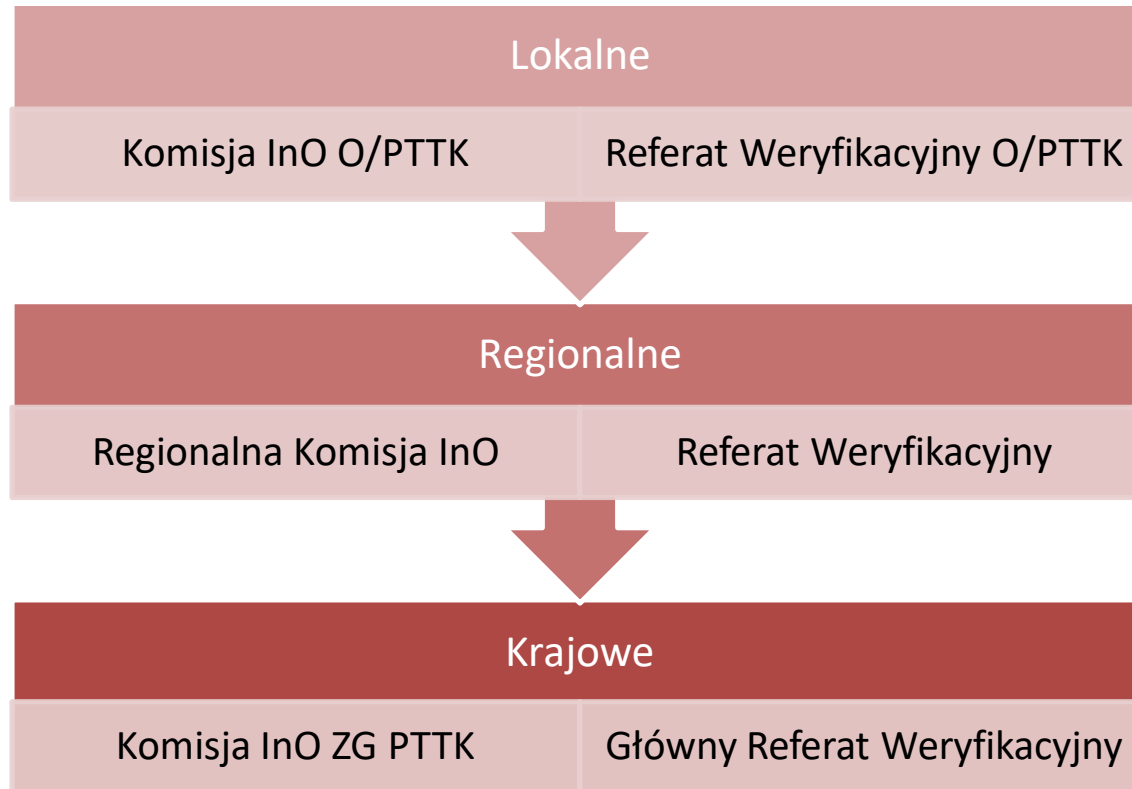 Lokalne
Komisja InO O/PTTK
Referat Weryfikacyjny O/PTTK
Regionalne
Regionalna Komisja InO
Referat Weryfikacyjny
Krajowe
Komisja InO ZG PTTK
Główny Referat Weryfikacyjny